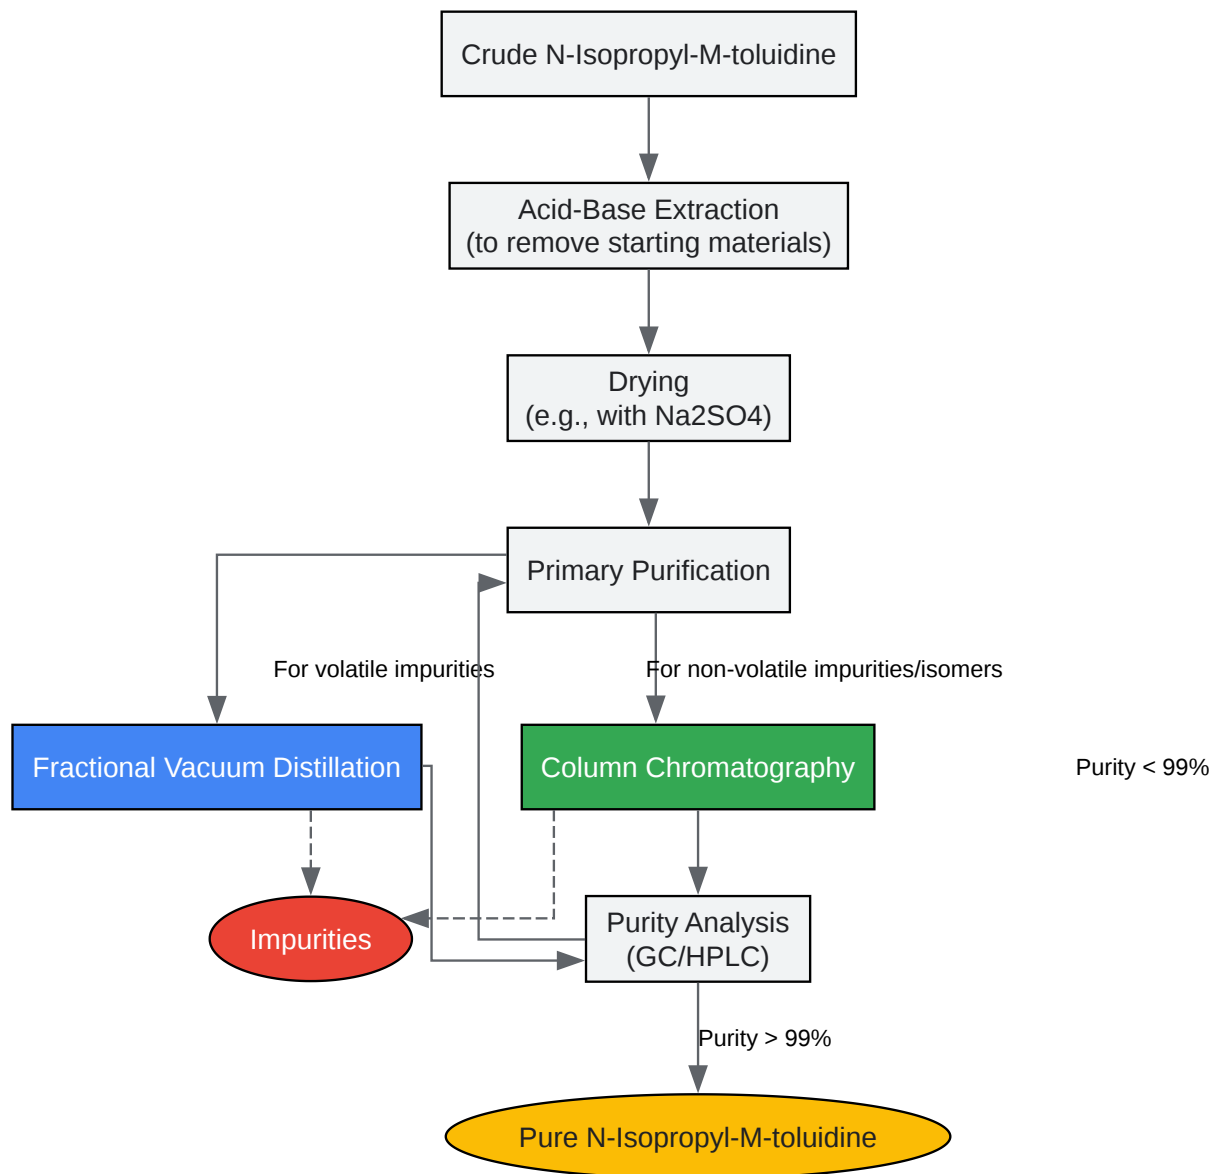 Crude N-Isopropyl-M-toluidine
Acid-Base Extraction
(to remove starting materials)
Drying
(e.g., with Na2SO4)
Primary Purification
For volatile impurities
For non-volatile impurities/isomers
Fractional Vacuum Distillation
Column Chromatography
Purity < 99%
Impurities
Purity Analysis
(GC/HPLC)
Purity > 99%
Pure N-Isopropyl-M-toluidine